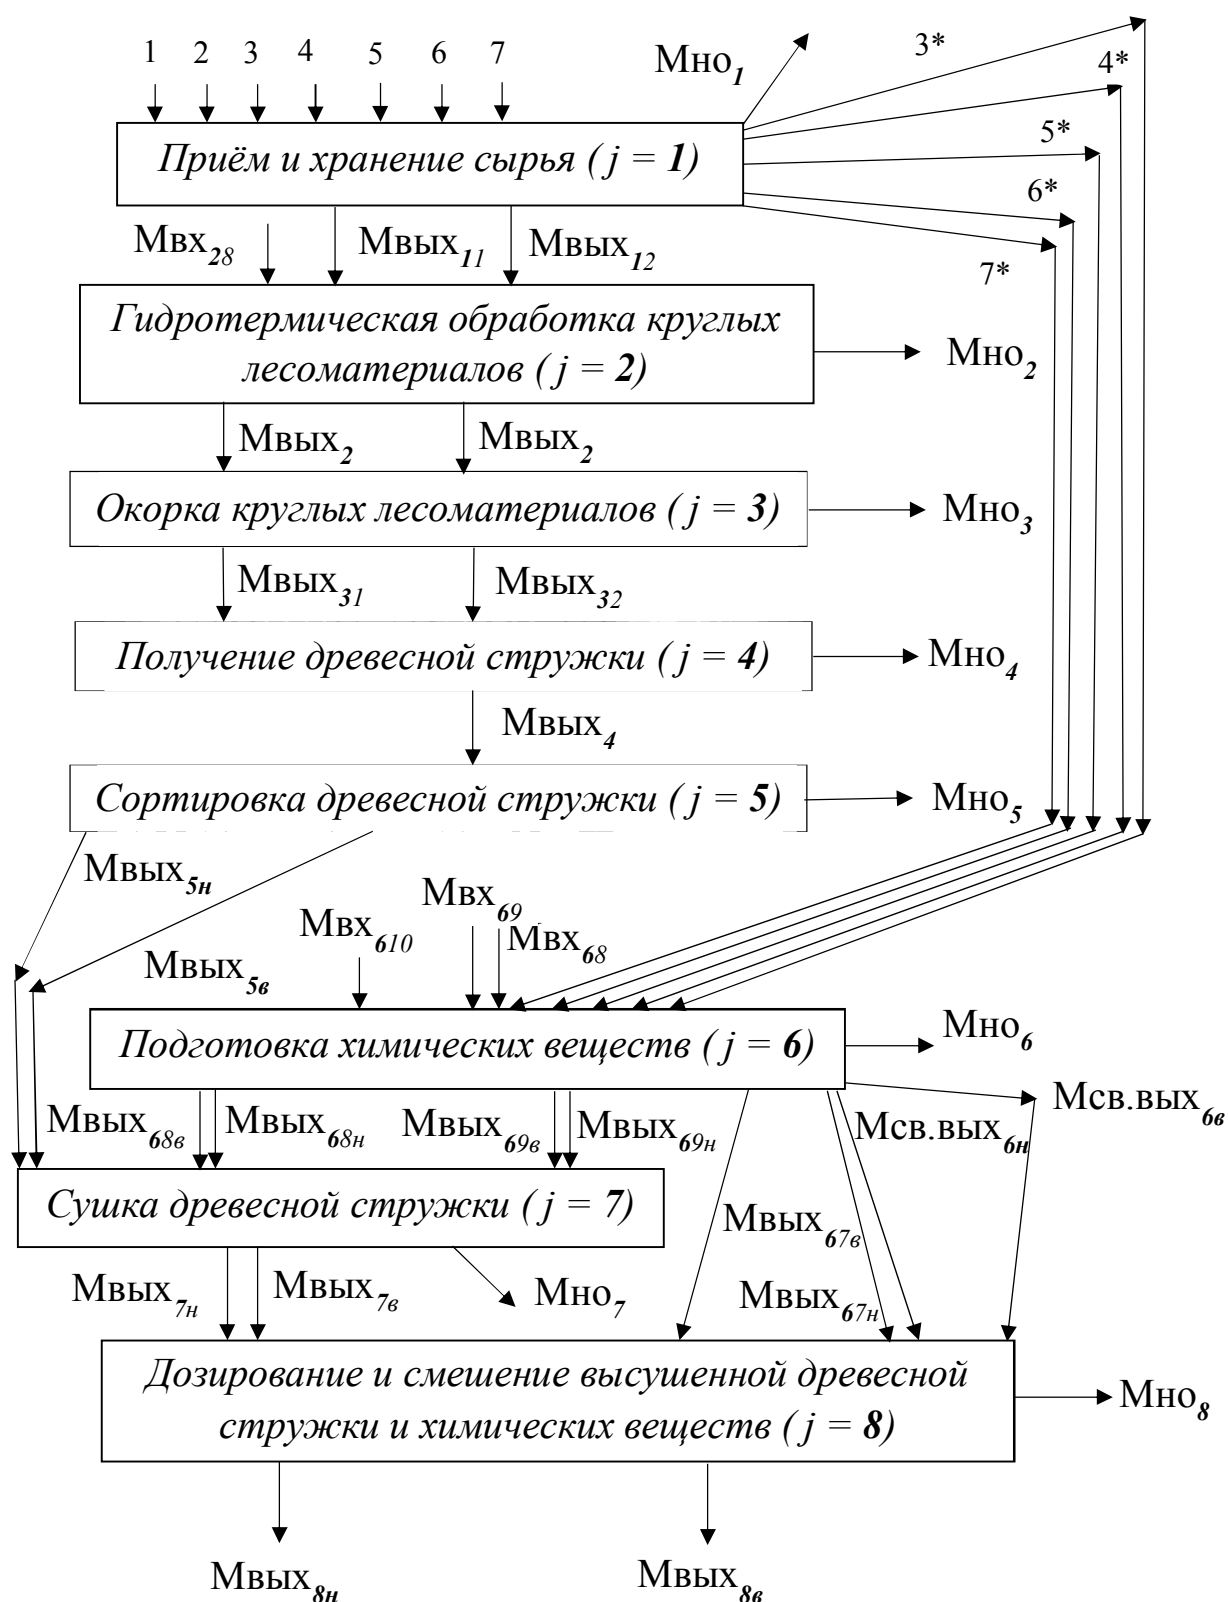 1 2 3 4 5 6 7
Мно1
3*
4*
5*
6*
7*
Приём и хранение сырья (j = 1)
Мвх28 Мвых11 Мвых12
Гидротермическая обработка круглых
лесоматериалов (j = 2)
Мно2
Мвых2 Мвых2
Окорка круглых лесоматериалов (j = 3)
Мно3
Мвых31 Мвых32
Получение древесной стружки (j = 4)
Мно4
Мвых4
Сортировка древесной стружки (j = 5)
Мно5
Мвых5н
Мвых5в
Мвх610
Мвх69
Мвх68
Подготовка химических веществ (j = 6)
Мно6
Мвых68в Мвых68н Мвых69в Мвых69н Мсв.вых6н Мсв.вых6в
Сушка древесной стружки (j = 7)
Мвых67в
Мвых7н Мвых7в Мно7 Мвых67н
Дозирование и смешение высушенной древесной
стружки и химических веществ (j = 8)
Мно8
Мвых8н Мвых8в